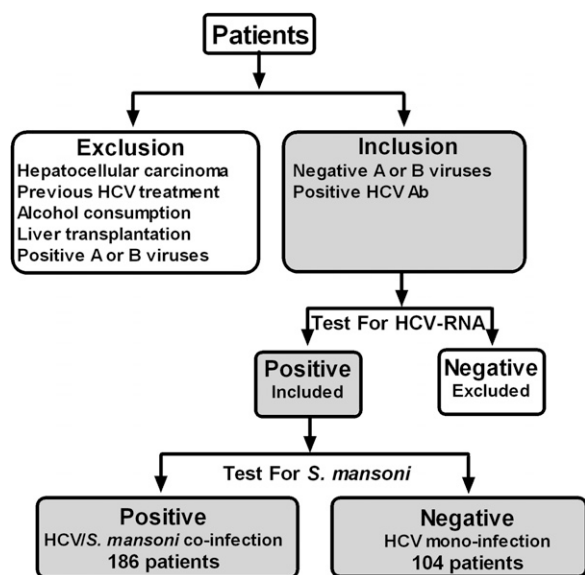 Patients
Exclusion
Hepatocellular carcinoma
Previous HCV treatment
Alcohol consumption
Liver transplantation
Positive A or B viruses
Inclusion
Negative A or B viruses
Positive HCV Ab
Test For HCV-RNA
Positive
Included
Negative
Excluded
Test For S. mansoni
Positive
HCV/S. mansoni co-infection
186 patients
Negative
HCV mono-infection
104 patients